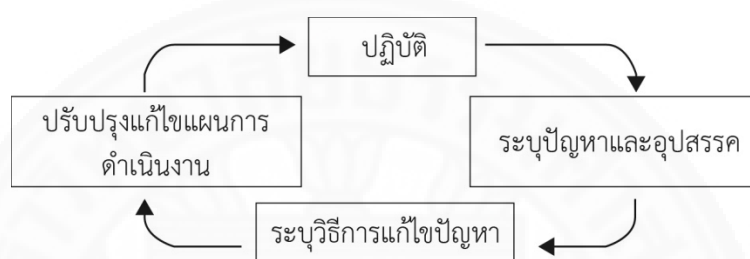 ปฏิบัติ
ระบุปัญหาและอุปสรรค
ระบุวิธีการแก้ไขปัญหา
ปรับปรุงแก้ไขแผนการ
ดำเนินงาน